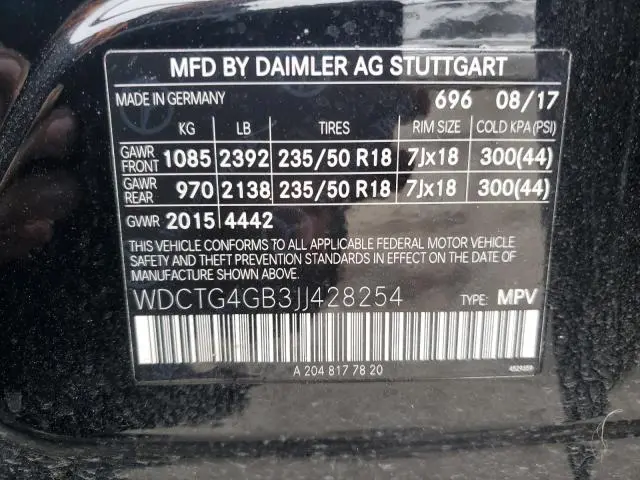 MFD BY DAIMLER AG STUTTGART
MADE IN GERMANY 696 08/17
KG LB TIRES RIM SIZE COLD KPA (PSI)
GAWR FRONT 1085 2392 235/50 R18 7Jx18 300(44)
GAWR REAR 970 2138 235/50 R18 7Jx18 300(44)
GVWR 2015 4442
THIS VEHICLE CONFORMS TO ALL APPLICABLE FEDERAL MOTOR VEHICLE
SAFETY AND THEFT PREVENTION STANDARDS IN EFFECT ON THE DATE
OF MANUFACTURE SHOWN ABOVE.
WDCTG4GB3JJ428254 TYPE: MPV
A 204 817 78 20